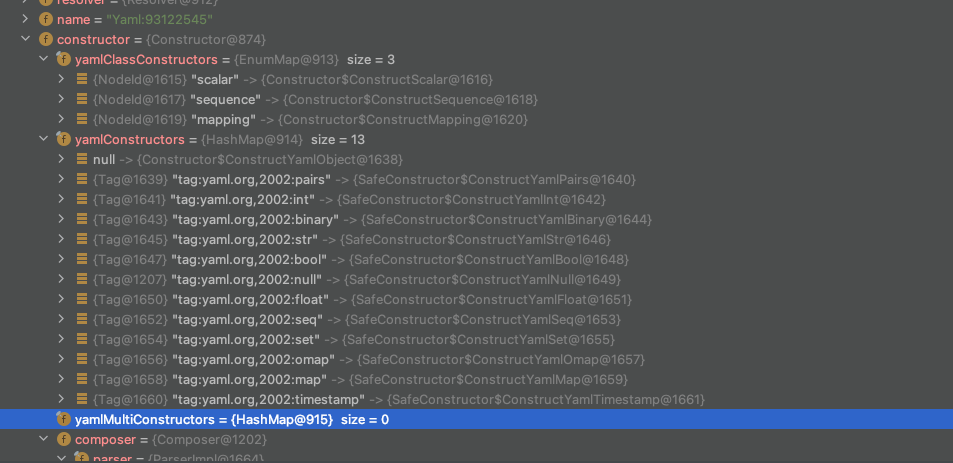 resolver = {Resolver@912}
name = "Yaml:93122545"
constructor = {Constructor@874}
yamlClassConstructors = {EnumMap@913} size = 3
{NodeId@1615} "scalar" -> {Constructor$ConstructScalar@1616}
{NodeId@1617} "sequence" -> {Constructor$ConstructSequence@1618}
{NodeId@1619} "mapping" -> {Constructor$ConstructMapping@1620}
yamlConstructors = {HashMap@914} size = 13
null -> {Constructor$ConstructYamlObject@1638}
{Tag@1639} "tag:yaml.org,2002:pairs" -> {SafeConstructor$ConstructYamlPairs@1640}
{Tag@1641} "tag:yaml.org,2002:int" -> {SafeConstructor$ConstructYamlInt@1642}
{Tag@1643} "tag:yaml.org,2002:binary" -> {SafeConstructor$ConstructYamlBinary@1644}
{Tag@1645} "tag:yaml.org,2002:str" -> {SafeConstructor$ConstructYamlStr@1646}
{Tag@1647} "tag:yaml.org,2002:bool" -> {SafeConstructor$ConstructYamlBool@1648}
{Tag@1207} "tag:yaml.org,2002:null" -> {SafeConstructor$ConstructYamlNull@1649}
{Tag@1650} "tag:yaml.org,2002:float" -> {SafeConstructor$ConstructYamlFloat@1651}
{Tag@1652} "tag:yaml.org,2002:seq" -> {SafeConstructor$ConstructYamlSeq@1653}
{Tag@1654} "tag:yaml.org,2002:set" -> {SafeConstructor$ConstructYamlSet@1655}
{Tag@1656} "tag:yaml.org,2002:omap" -> {SafeConstructor$ConstructYamlOmap@1657}
{Tag@1658} "tag:yaml.org,2002:map" -> {SafeConstructor$ConstructYamlMap@1659}
{Tag@1660} "tag:yaml.org,2002:timestamp" -> {SafeConstructor$ConstructYamlTimestamp@1661}
yamlMultiConstructors = {HashMap@915} size = 0
composer = {Composer@1202}
parser = {ParserImpl@1664}